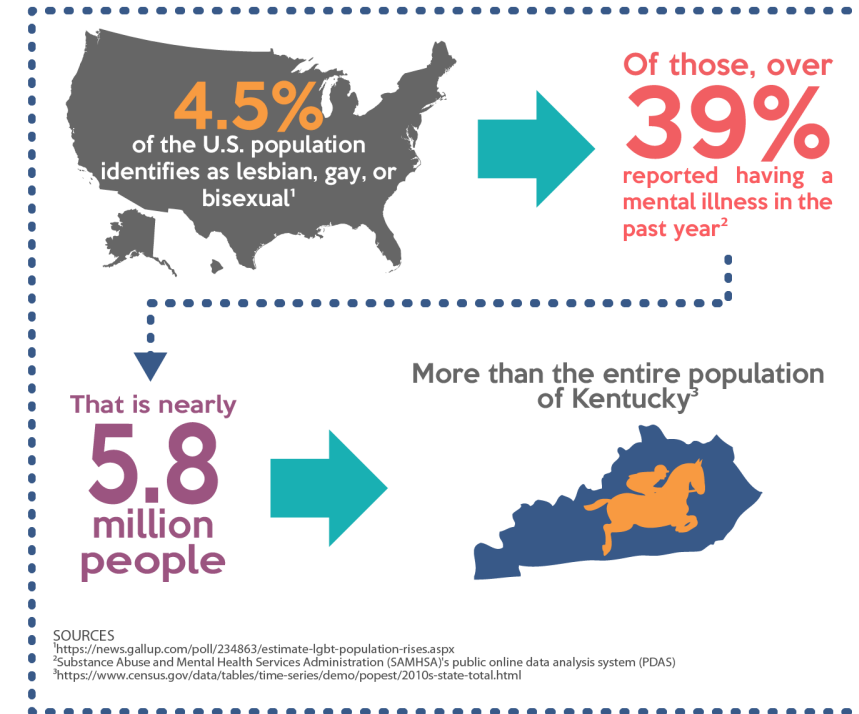 4.5%
of the U.S. population
identifies as lesbian, gay, or
bisexual¹
Of those, over
39%
reported having a
mental illness in the
past year²
That is nearly
5.8
million
people
More than the entire population
of Kentucky³
SOURCES
¹https://news.gallup.com/poll/234863/estimate-lgbt-population-rises.aspx
²Substance Abuse and Mental Health Services Administration (SAMHSA)'s public online data analysis system (PDAS)
³https://www.census.gov/data/tables/time-series/demo/popest/2010s-state-total.html